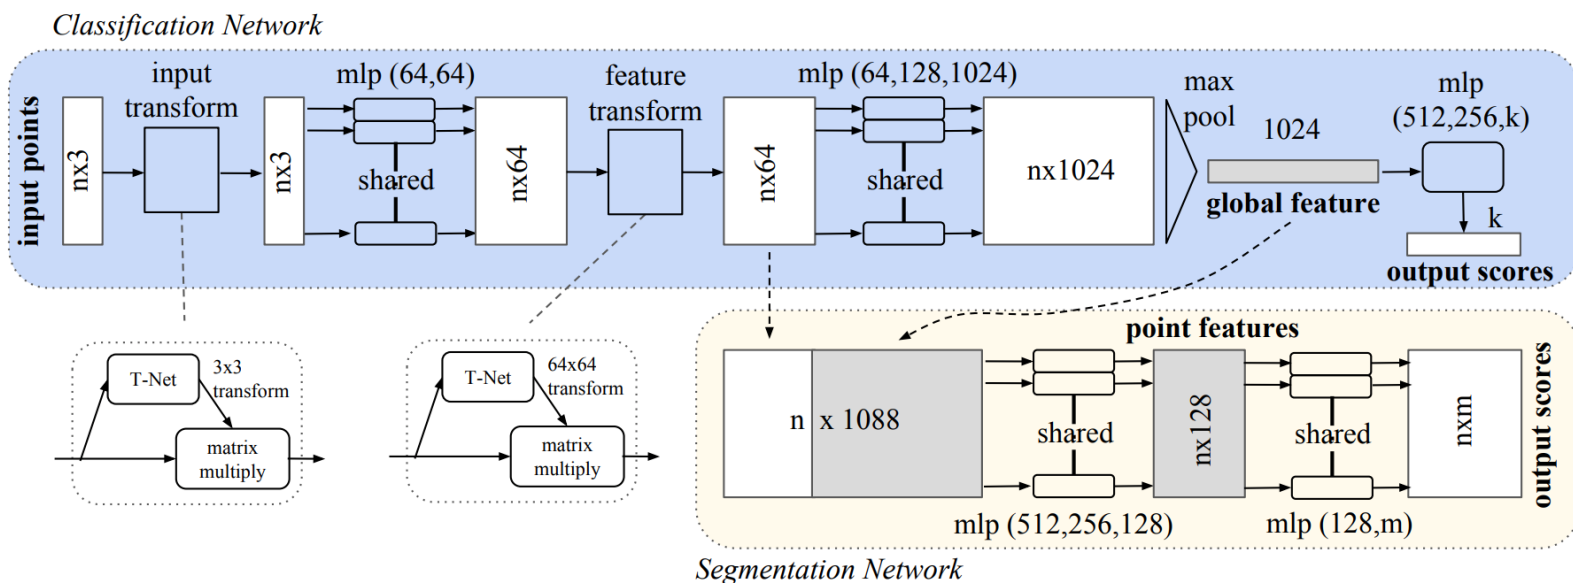 Classification Network
input points
nx3
input
transform
nx3
mlp (64,64)
shared
nx64
feature
transform
nx64
mlp (64,128,1024)
shared
nx1024
max
pool
1024
global feature
mlp
(512,256,k)
k
output scores
T-Net
3x3
transform
matrix
multiply
T-Net
64x64
transform
matrix
multiply
point features
n x 1088
shared
mlp (512,256,128)
nx128
shared
mlp (128,m)
nxm
output scores
Segmentation Network